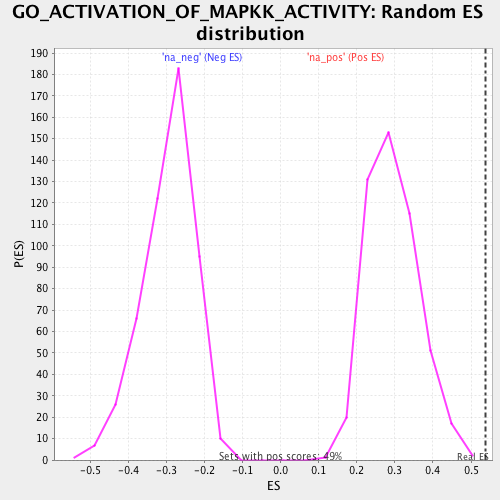 GO_ACTIVATION_OF_MAPKK_ACTIVITY: Random ES
distribution
'na_neg' (Neg ES) 'na_pos' (Pos ES)
190
180
170
160
150
140
130
120
110
100
90
80
70
60
50
40
30
20
10
0
P(ES)
Sets with pos scores: 49%
Real ES
-0.5 -0.4 -0.3 -0.2 -0.1 0.0 0.1 0.2 0.3 0.4 0.5
ES